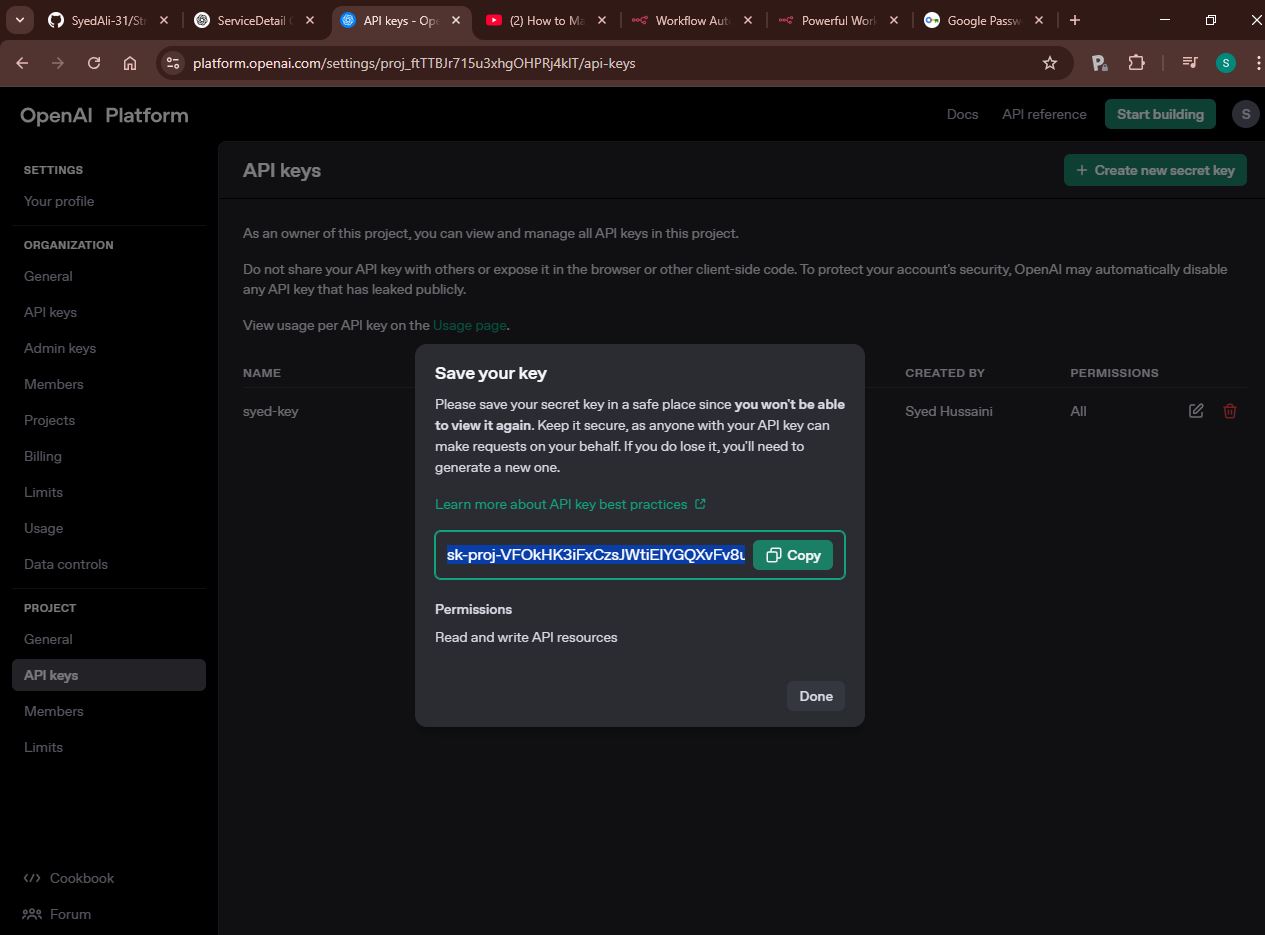 SyedAli-31/Str
ServiceDetail C
API keys - Ope
(2) How to Ma
Workflow Aut
Powerful Work
Google Passw
platform.openai.com/settings/proj_ftTTBJr715u3xhgOHPRj4kIT/api-keys
S
OpenAI Platform
Docs
API reference
Start building
S
SETTINGS
Your profile
ORGANIZATION
General
API keys
Admin keys
Members
Projects
Billing
Limits
Usage
Data controls
PROJECT
General
API keys
Members
Limits
Cookbook
Forum
API keys
+ Create new secret key
As an owner of this project, you can view and manage all API keys in this project.
Do not share your API key with others or expose it in the browser or other client-side code. To protect your account's security, OpenAI may automatically disable
any API key that has leaked publicly.
View usage per API key on the Usage page.
NAME
CREATED BY
PERMISSIONS
syed-key
Syed Hussaini
All
Save your key
Please save your secret key in a safe place since you won't be able
to view it again. Keep it secure, as anyone with your API key can
make requests on your behalf. If you do lose it, you'll need to
generate a new one.
Learn more about API key best practices
Copy
Permissions
Read and write API resources
Done